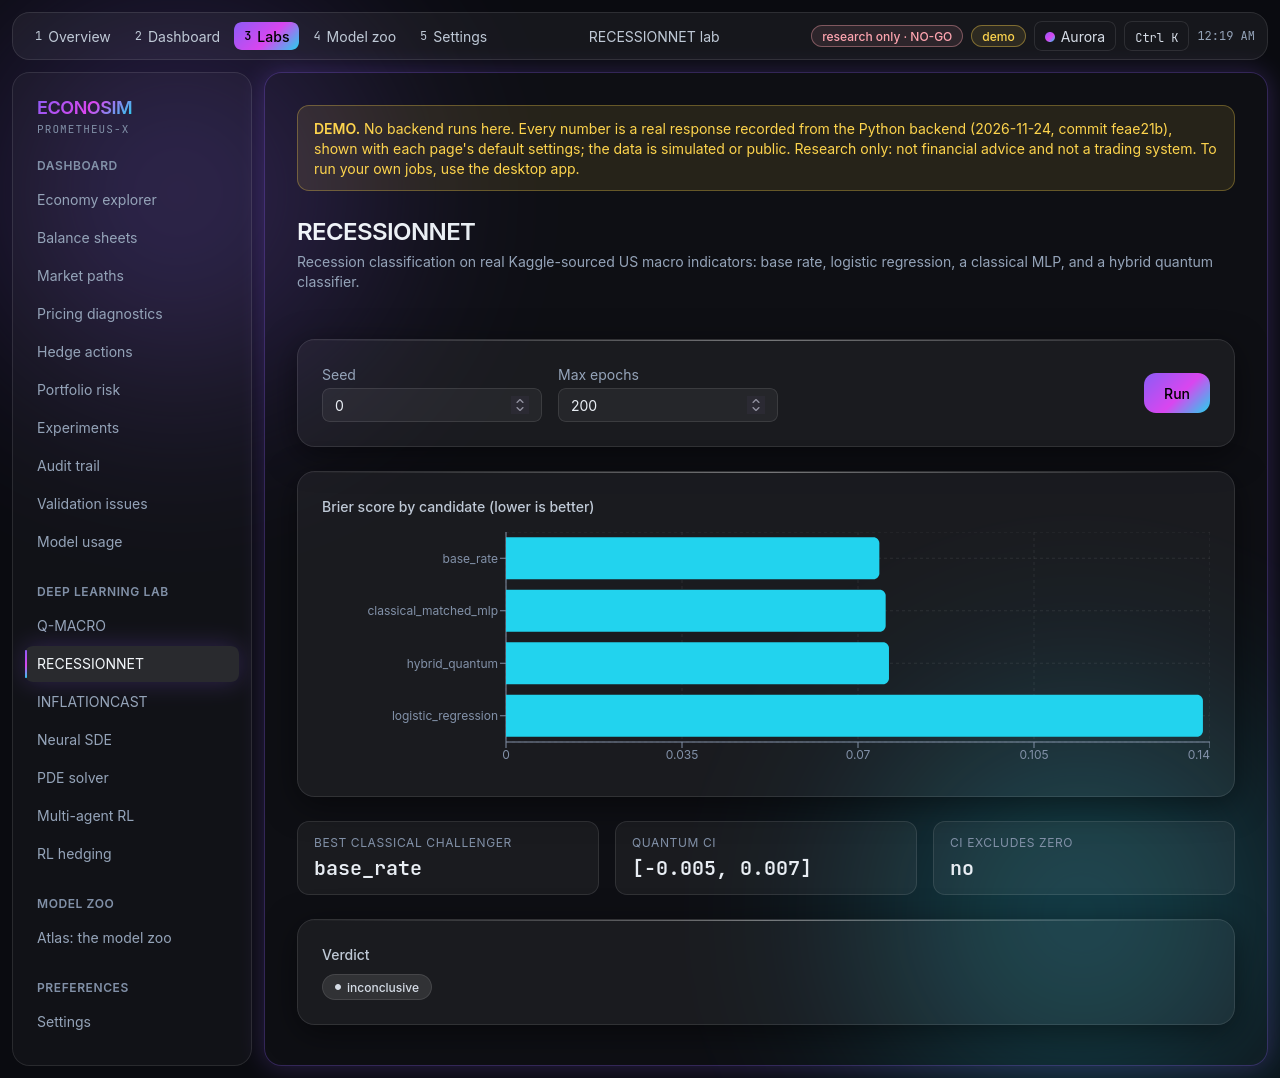 1 Overview
2 Dashboard
3 Labs
4 Model zoo
5 Settings
RECESSIONNET lab
research only · NO-GO
demo
Aurora
Ctrl K
12:19 AM
ECONOSIM
PROMETHEUS-X
DASHBOARD
Economy explorer
Balance sheets
Market paths
Pricing diagnostics
Hedge actions
Portfolio risk
Experiments
Audit trail
Validation issues
Model usage
DEEP LEARNING LAB
Q-MACRO
RECESSIONNET
INFLATIONCAST
Neural SDE
PDE solver
Multi-agent RL
RL hedging
MODEL ZOO
Atlas: the model zoo
PREFERENCES
Settings
DEMO. No backend runs here. Every number is a real response recorded from the Python backend (2026-11-24, commit feae21b),
shown with each page's default settings; the data is simulated or public. Research only: not financial advice and not a trading system. To
run your own jobs, use the desktop app.
RECESSIONNET
Recession classification on real Kaggle-sourced US macro indicators: base rate, logistic regression, a classical MLP, and a hybrid quantum
classifier.
Seed
0
Max epochs
200
Run
Brier score by candidate (lower is better)
base_rate
classical_matched_mlp
hybrid_quantum
logistic_regression
0 0.035 0.07 0.105 0.14
BEST CLASSICAL CHALLENGER
base_rate
QUANTUM CI
[-0.005, 0.007]
CI EXCLUDES ZERO
no
Verdict
inconclusive